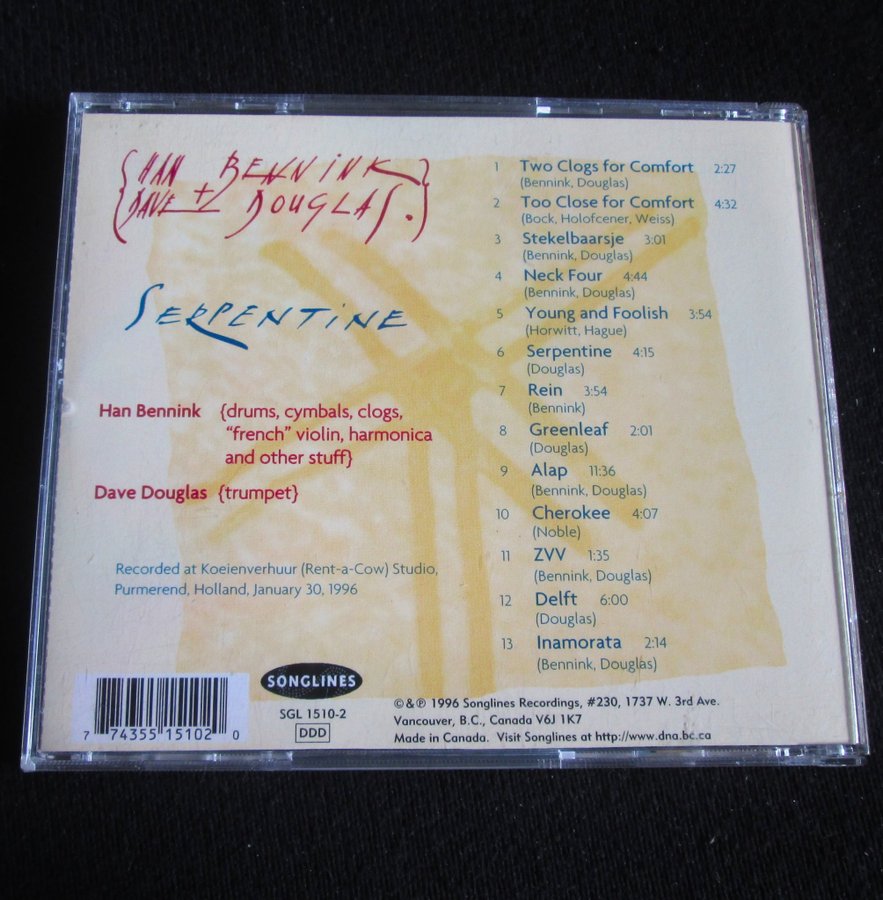 {HAN BENNINK}
{DAVE + DOUGLAS.}
SERPENTINE
Han Bennink {drums, cymbals, clogs,
"french" violin, harmonica
and other stuff}
Dave Douglas {trumpet}
Recorded at Koeienverhuur (Rent-a-Cow) Studio,
Purmerend, Holland, January 30, 1996
1 Two Clogs for Comfort 2:27
(Bennink, Douglas)
2 Too Close for Comfort 4:32
(Bock, Holofcener, Weiss)
3 Stekelbaarsje 3:01
(Bennink, Douglas)
4 Neck Four 4:44
(Bennink, Douglas)
5 Young and Foolish 3:54
(Horwitt, Hague)
6 Serpentine 4:15
(Douglas)
7 Rein 3:54
(Bennink)
8 Greenleaf 2:01
(Douglas)
9 Alap 11:36
(Bennink, Douglas)
10 Cherokee 4:07
(Noble)
11 ZVV 1:35
(Bennink, Douglas)
12 Delft 6:00
(Douglas)
13 Inamorata 2:14
(Bennink, Douglas)
7 74355 15102 0
SONGLINES
SGL 1510-2
DDD
©&℗ 1996 Songlines Recordings, #230, 1737 W. 3rd Ave.
Vancouver, B.C., Canada V6J 1K7
Made in Canada. Visit Songlines at http://www.dna.bc.ca